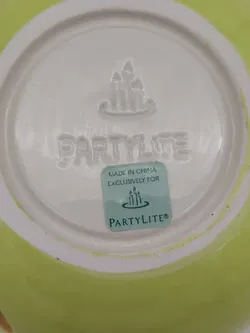 PARTYLITE
MADE IN CHINA
EXCLUSIVELY FOR
PARTYLITE®